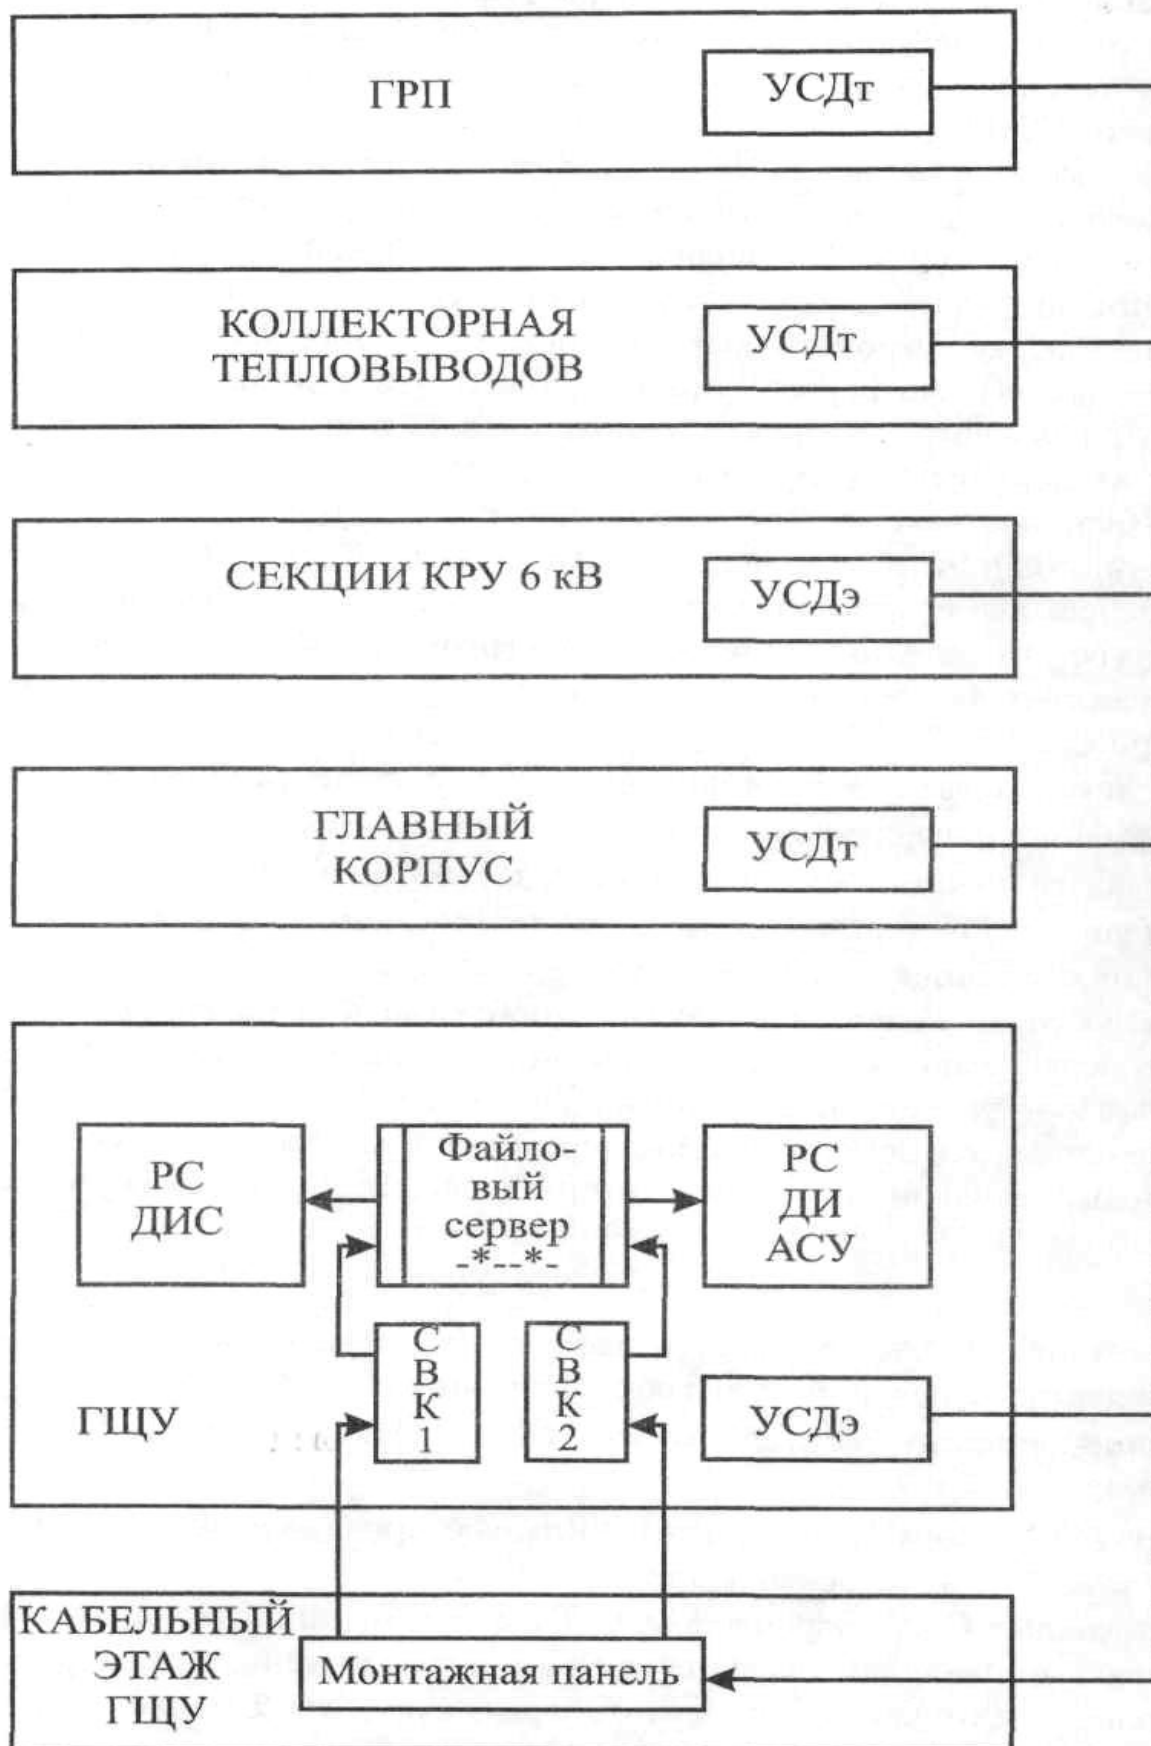 ГРП
УСДт
КОЛЛЕКТОРНАЯ
ТЕПЛОВЫВОДОВ
УСДт
СЕКЦИИ КРУ 6 кВ
УСДэ
ГЛАВНЫЙ
КОРПУС
УСДт
РС
ДИС
Файло-
вый
сервер
-*--*-
РС
ДИ
АСУ
С
В
К
1
С
В
К
2
ГЩУ
УСДэ
КАБЕЛЬНЫЙ
ЭТАЖ
ГЩУ
Монтажная панель